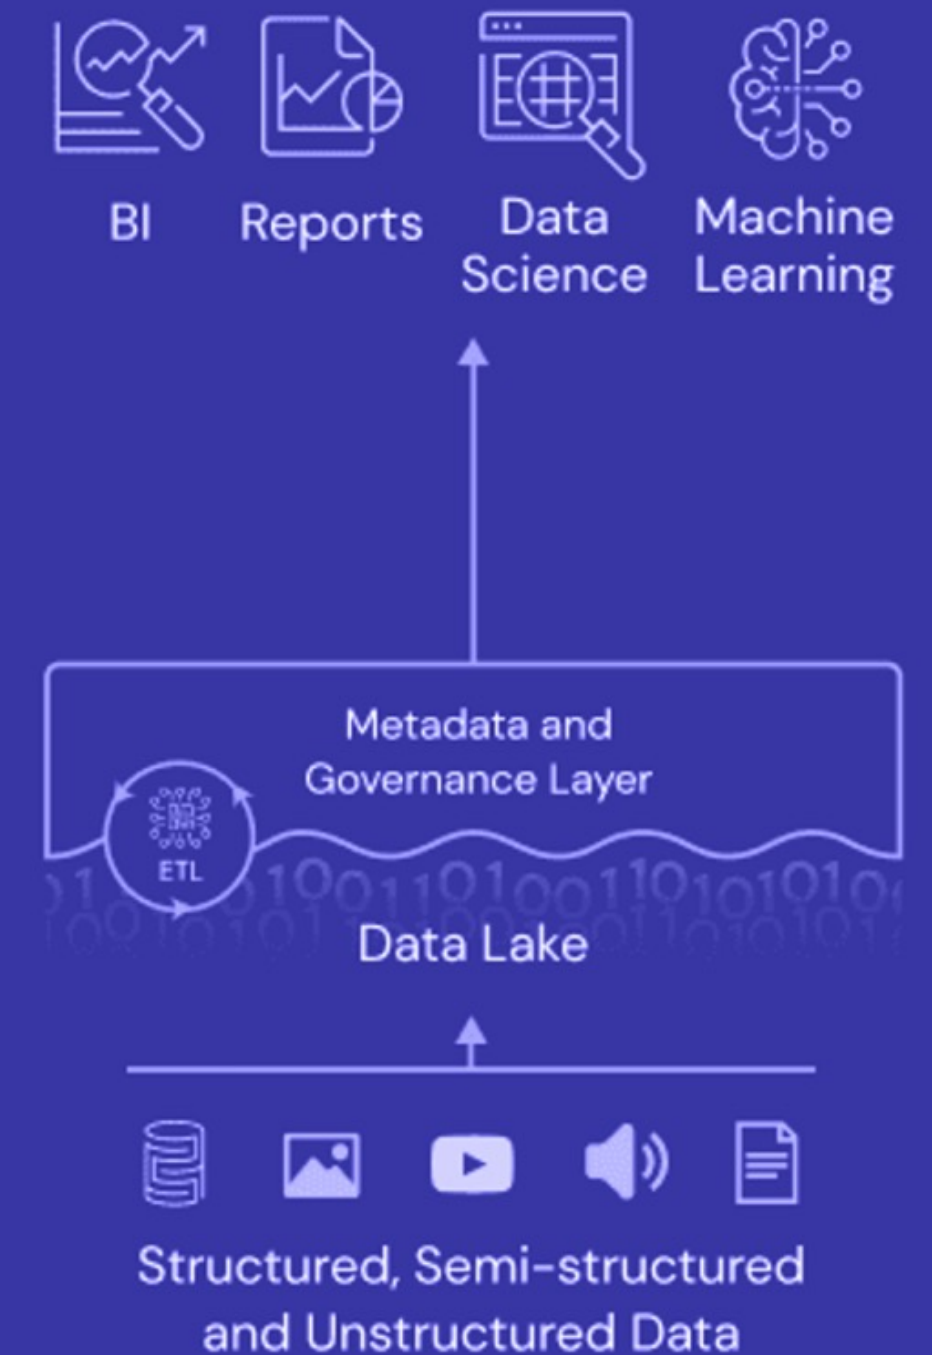 BI
Reports
Data
Science
Machine
Learning
Metadata and
Governance Layer
ETL
Data Lake
Structured, Semi-structured
and Unstructured Data